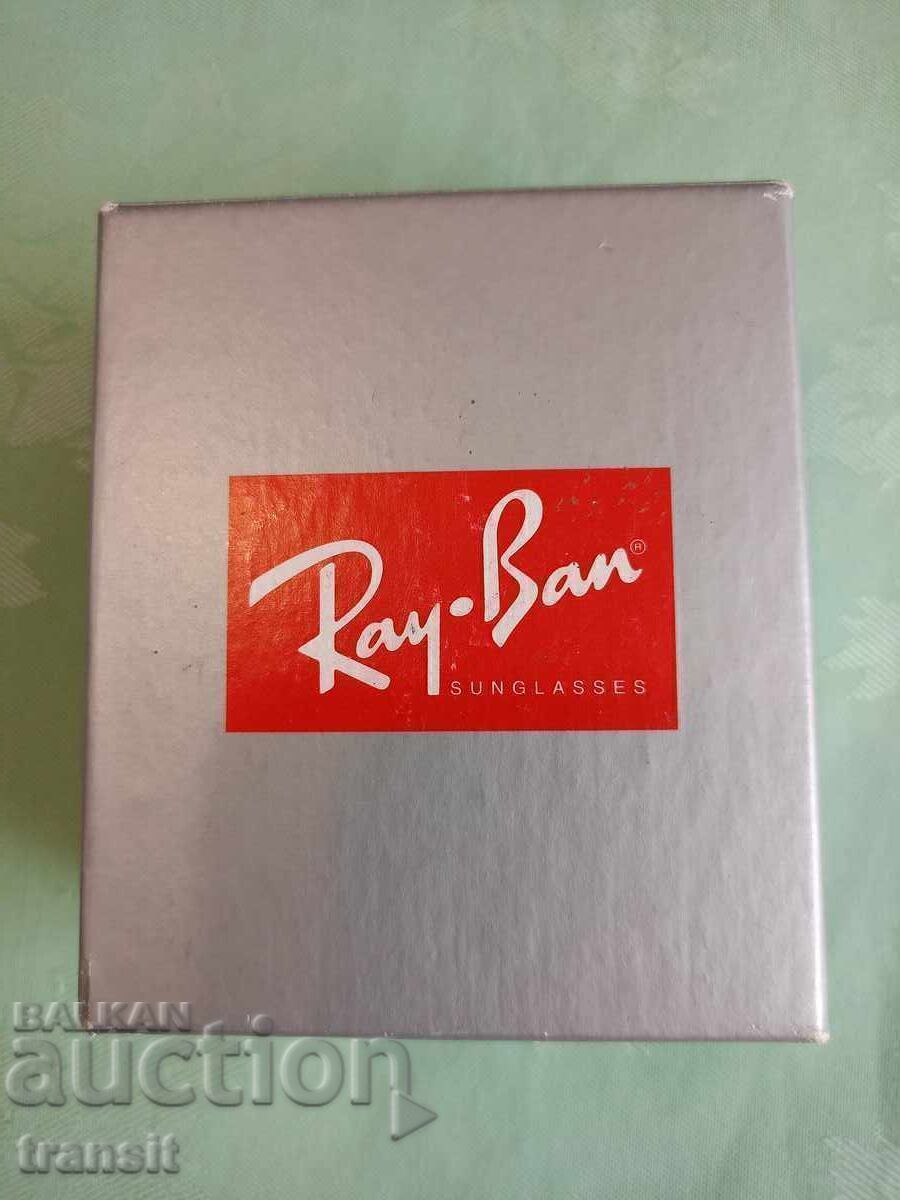 Ray•Ban®
SUNGLASSES
BALKAN
auction
transit